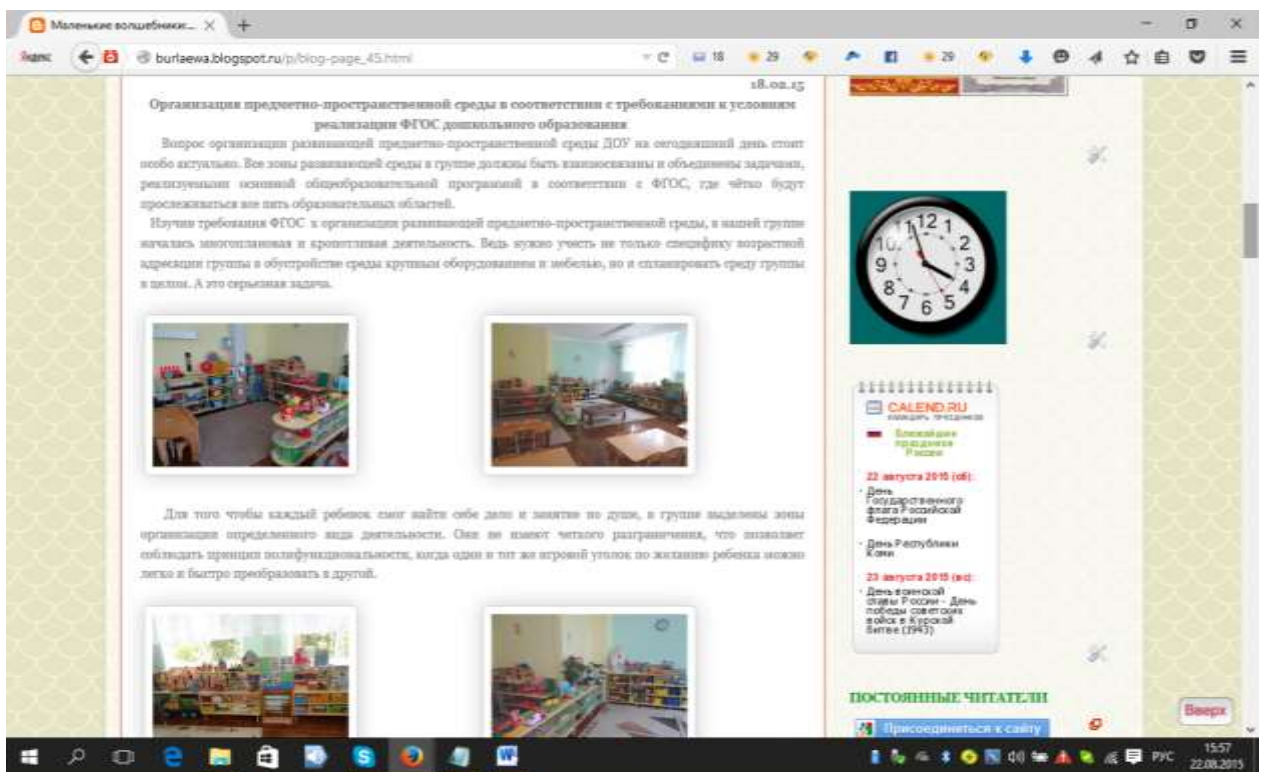 Маленькие волшебники:...
Яндекс
burlaewa.blogspot.ru/p/blog-page_45.html
18
29
29
18.02.15
Организация предметно-пространственной среды в соответствии с требованиями к условиям
реализации ФГОС дошкольного образования
Вопрос организации развивающей предметно-пространственной среды ДОУ на сегодняшний день стоит
особо актуально. Все зоны развивающей среды в группе должны быть взаимосвязаны и объединены задачами,
реализуемыми основной общеобразовательной программой в соответствии с ФГОС, где чётко будут
прослеживаться все пять образовательных областей.
Изучив требования ФГОС к организации развивающей предметно-пространственной среды, в нашей группе
началась многоплановая и кропотливая деятельность. Ведь нужно учесть не только специфику возрастной
адресации группы в обустройстве среды крупным оборудованием и мебелью, но и спланировать среду группы
в целом. А это серьезная задача.
Для того чтобы каждый ребенок смог найти себе дело и занятие по душе, в группе выделены зоны
организации определенного вида деятельности. Они не имеют четкого разграничения, что позволяет
соблюдать принцип полифункциональности, когда один и тот же игровой уголок по желанию ребенка можно
легко и быстро преобразовать в другой.
12
1
2
3
4
5
6
7
8
9
10
11
CALEND.RU
КАЛЕНДАРЬ ПРАЗДНИКОВ
Ближайшие
праздники
России
22 августа 2015 (сб):
· День
Государственного
флага Российской
Федерации
· День Республики
Коми
23 августа 2015 (вс):
· День воинской
славы России - День
победы советских
войск в Курской
битве (1943)
ПОСТОЯННЫЕ ЧИТАТЕЛИ
Присоединиться к сайту
Вверх
РУС
15:57
22.08.2015